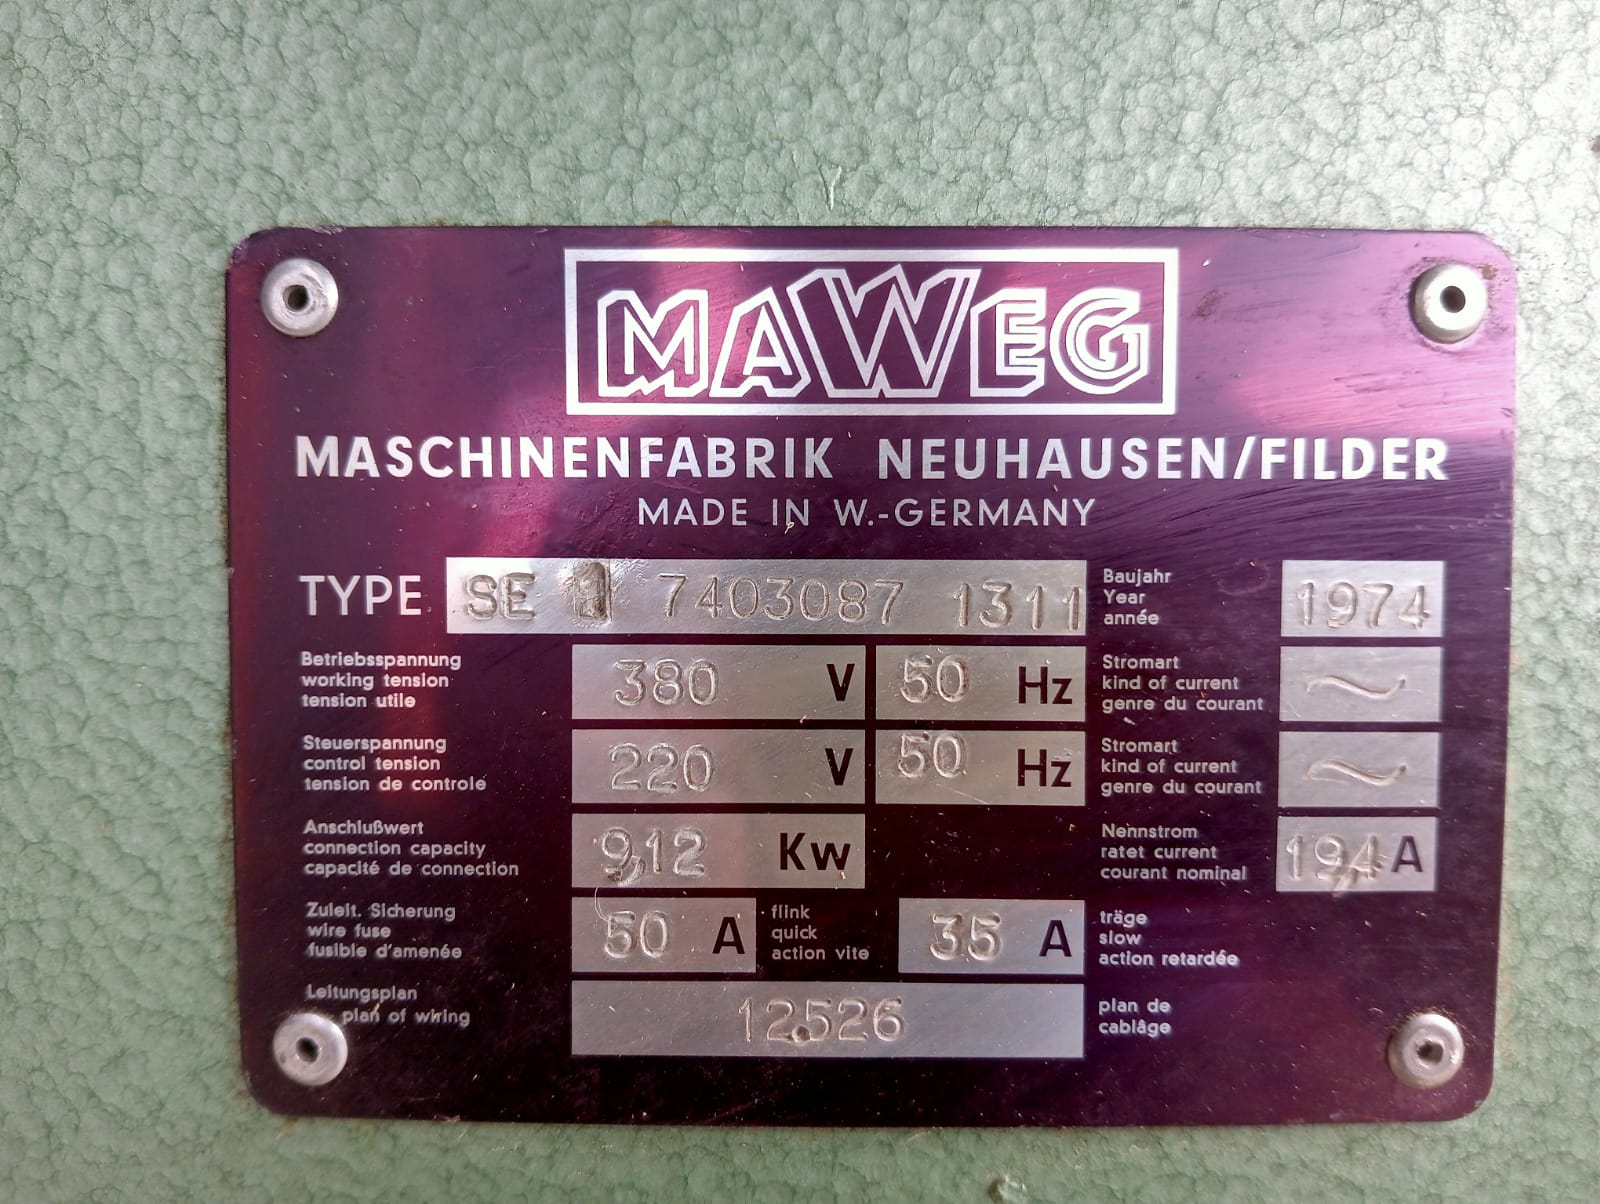 MAWEG
MASCHINENFABRIK NEUHAUSEN/FILDER
MADE IN W.-GERMANY
TYPE SE 1 7403087 1311
Baujahr
Year
année
1974
Betriebsspannung
working tension
tension utile
380 V 50 Hz
Stromart
kind of current
genre du courant
~
Steuerspannung
control tension
tension de controle
220 V 50 Hz
Stromart
kind of current
genre du courant
~
Anschlußwert
connection capacity
capacité de connection
9,12 Kw
Nennstrom
ratet current
courant nominal
19,4 A
Zuleit. Sicherung
wire fuse
fusible d'amenée
50 A
flink
quick
action vite
35 A
träge
slow
action retardée
Leitungsplan
plan of wiring
12.526
plan de
cablâge